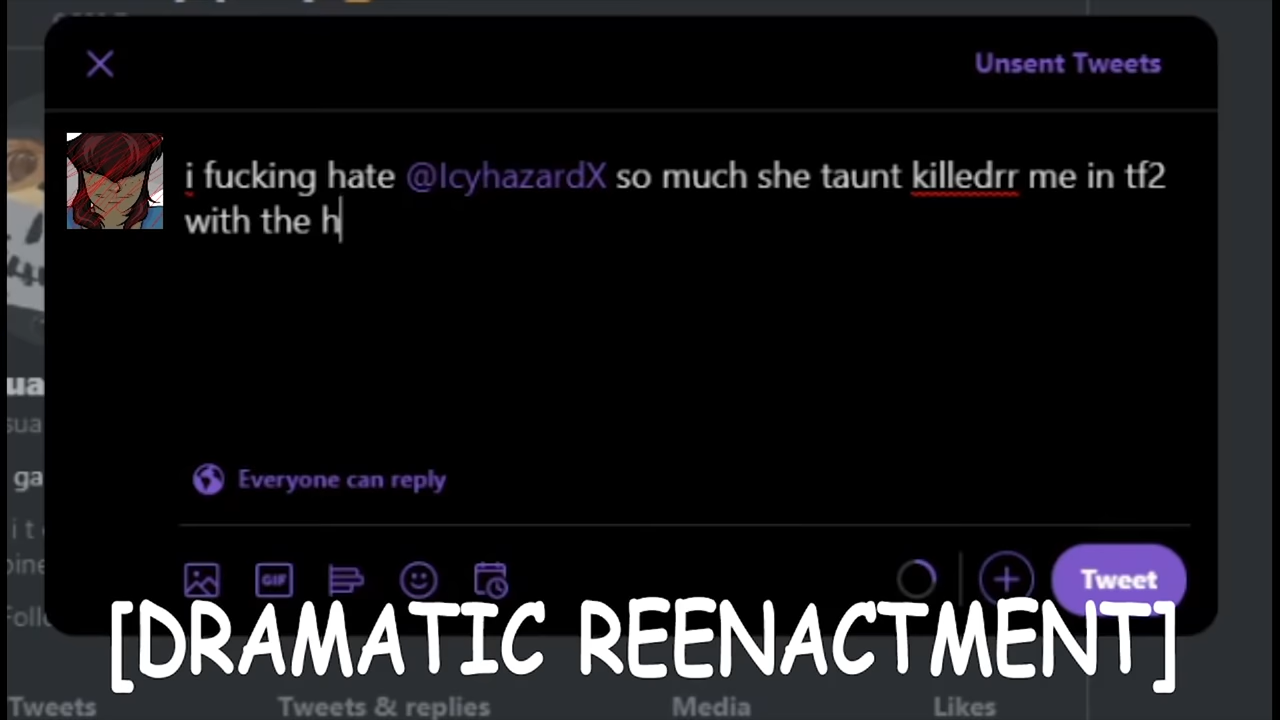 Unsent Tweets
i fucking hate @IcyhazardX so much she taunt killedrr me in tf2
with the h
Everyone can reply
GIF
Tweet
[DRAMATIC REENACTMENT]
Tweets
Tweets & replies
Media
Likes